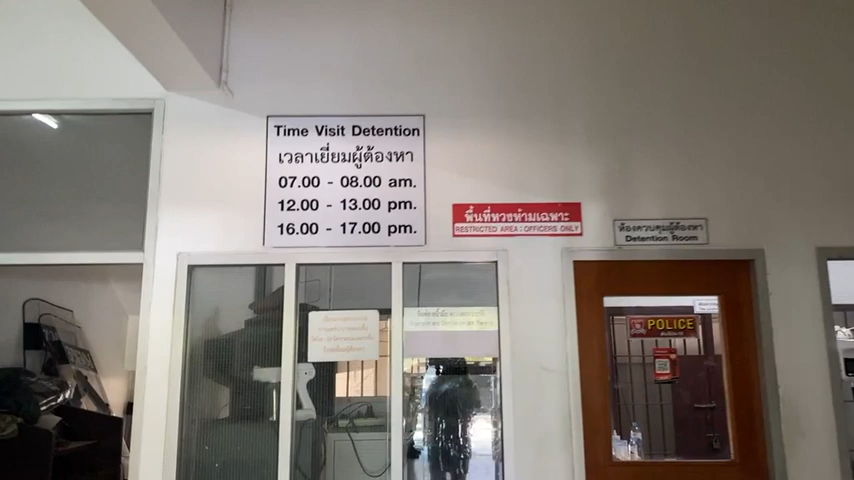 Time Visit Detention
เวลาเยี่ยมผู้ต้องหา
07.00 - 08.00 am.
12.00 - 13.00 pm.
16.00 - 17.00 pm.
พื้นที่หวงห้ามเฉพาะ
RESTRICTED AREA : OFFICERS ONLY
ห้องควบคุมผู้ต้องหา
Detention Room
POLICE